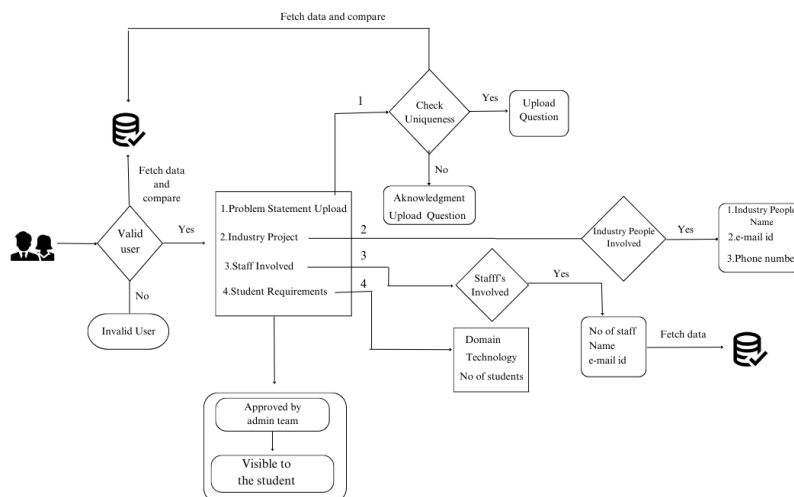 Fetch data and compare
1
Check
Uniqueness
Yes
Upload
Question
No
Aknowledgment
Upload Question
Fetch data
and
compare
Valid
user
Yes
No
Invalid User
1.Problem Statement Upload
2.Industry Project
3.Staff Involved
4.Student Requirements
2
Industry People
Involved
Yes
1.Industry People
Name
2.e-mail id
3.Phone number
3
Stafff's
Involved
Yes
No of staff
Name
e-mail id
Fetch data
4
Domain
Technology
No of students
Approved by
admin team
Visible to
the student